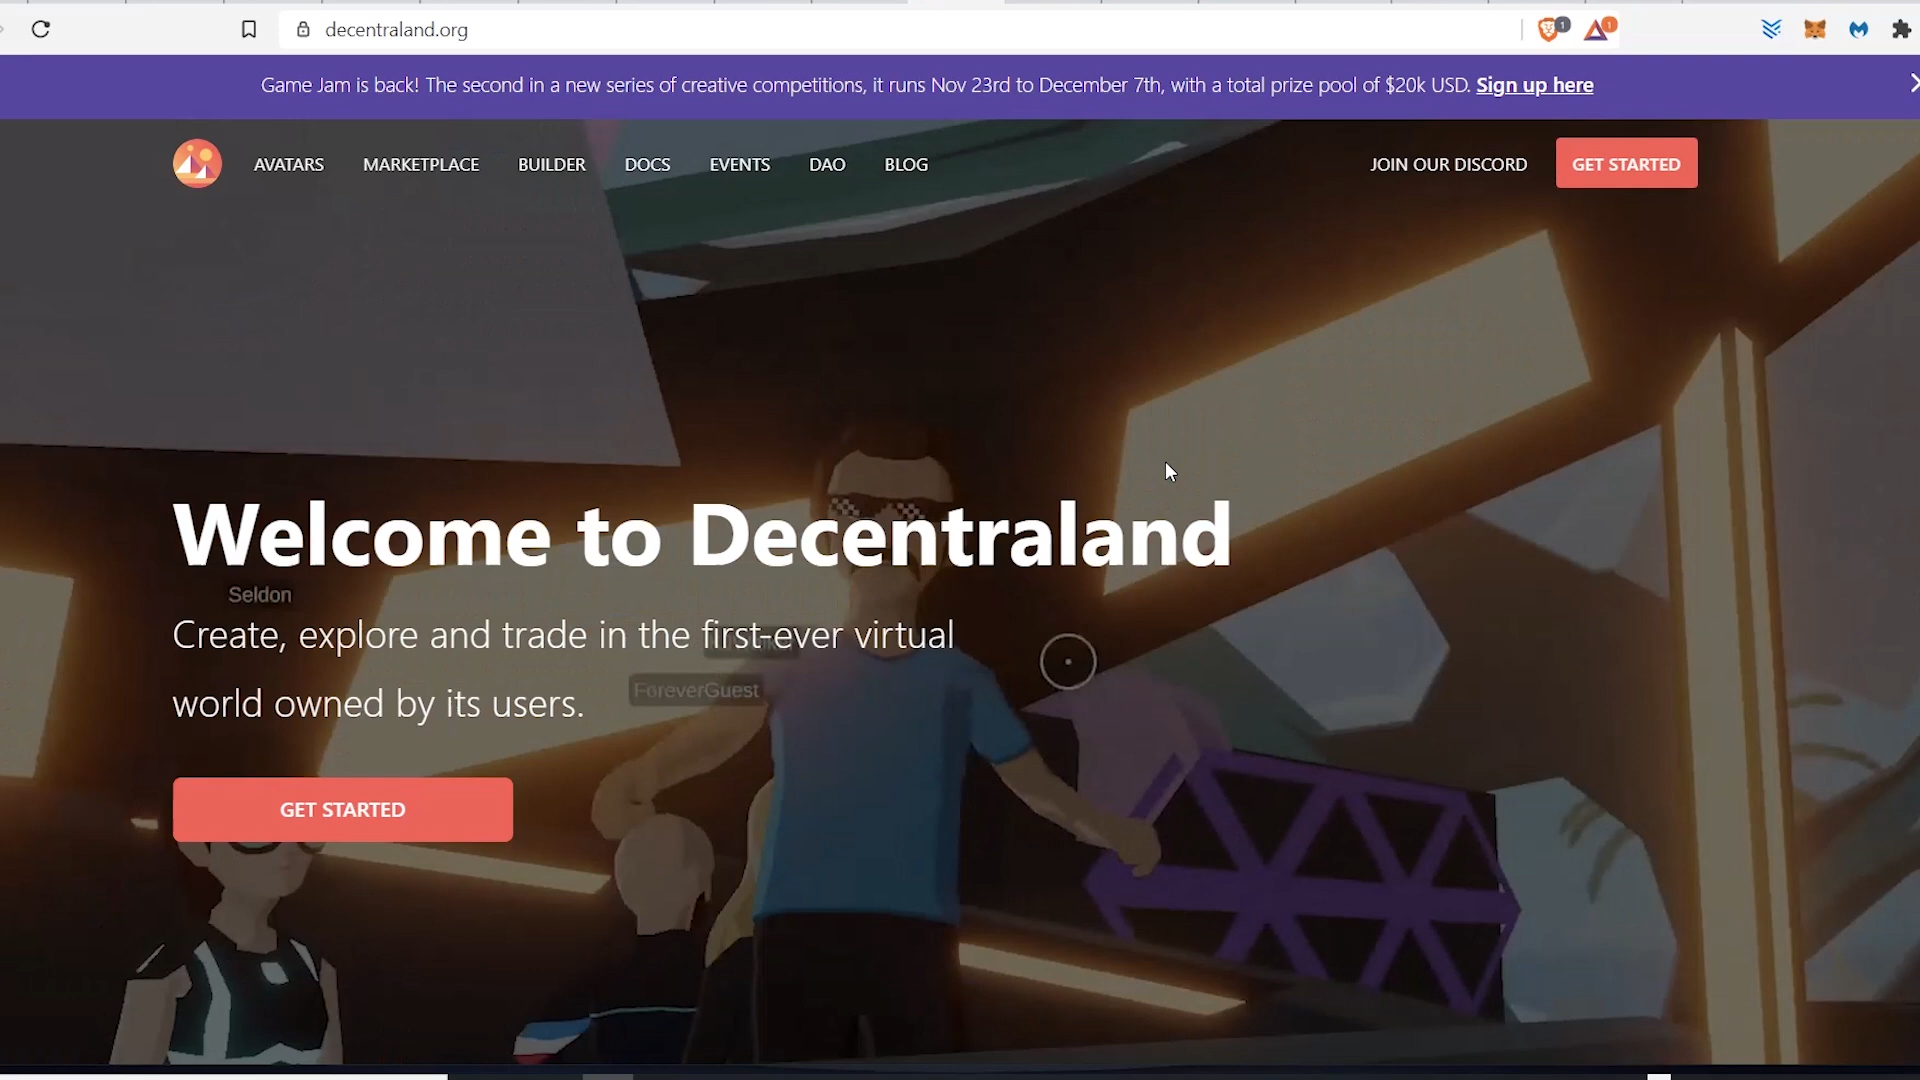 decentraland.org
1
1
Game Jam is back! The second in a new series of creative competitions, it runs Nov 23rd to December 7th, with a total prize pool of $20k USD. Sign up here
AVATARS MARKETPLACE BUILDER DOCS EVENTS DAO BLOG JOIN OUR DISCORD GET STARTED
Welcome to Decentraland
Seldon
Create, explore and trade in the first-ever virtual
ForeverGuest
world owned by its users.
GET STARTED